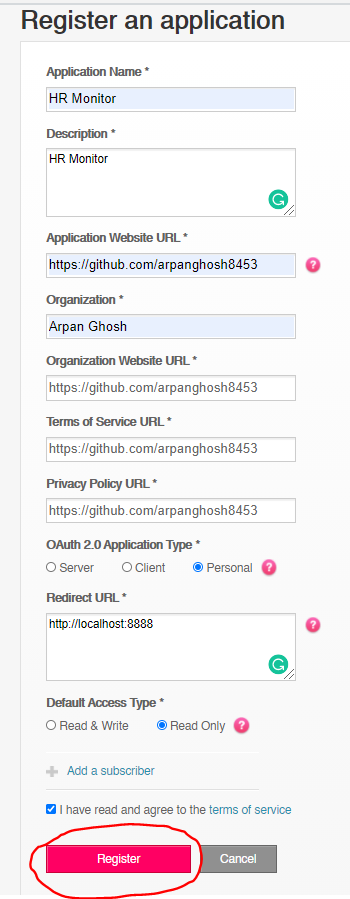 Register an application
Application Name *
HR Monitor
Description *
HR Monitor
Application Website URL *
https://github.com/arpanghosh8453
?
Organization *
Arpan Ghosh
Organization Website URL *
https://github.com/arpanghosh8453
Terms of Service URL *
https://github.com/arpanghosh8453
Privacy Policy URL *
https://github.com/arpanghosh8453
OAuth 2.0 Application Type *
Server Client Personal ?
Redirect URL *
http://localhost:8888
?
Default Access Type *
Read & Write Read Only ?
Add a subscriber
I have read and agree to the terms of service
Register Cancel